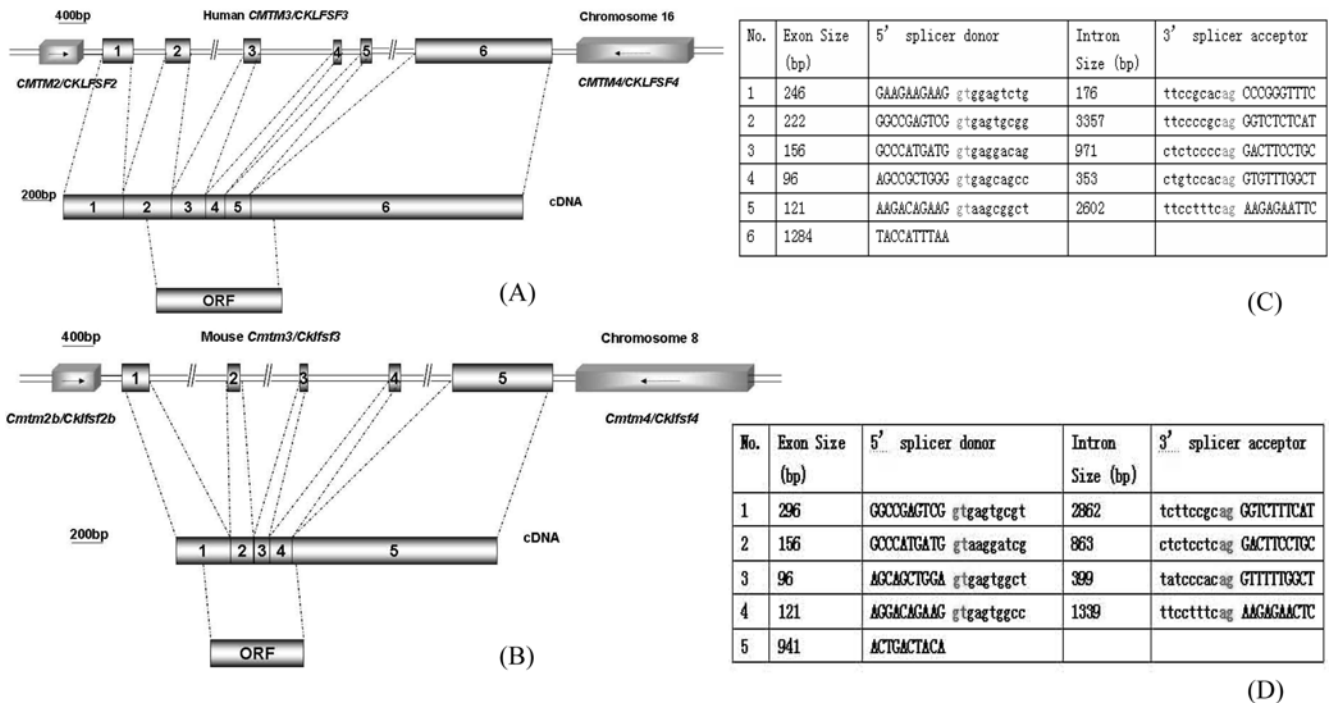 400bp
Human CMTM3/CKLFSF3
Chromosome 16
1 2 3 4 5 6
CMTM2/CKLFSF2
CMTM4/CKLFSF4
200bp
1 2 3 4 5 6
cDNA
ORF
(A)
400bp
Mouse Cmtm3/Cklfsf3
Chromosome 8
1 2 3 4 5
Cmtm2b/Cklfsf2b
Cmtm4/Cklfsf4
200bp
1 2 3 4 5
cDNA
ORF
(B)
No. Exon Size (bp) 5' splicer donor Intron Size (bp) 3' splicer acceptor
1 246 GAAGAAGAAG gtggagtctg 176 ttccgcacag CCCGGGTTTC
2 222 GGCCGAGTCG gtgagtgcgg 3357 ttccccgcag GGTCTCTCAT
3 156 GCCCATGATG gtgaggacag 971 ctctccccag GACTTCCTGC
4 96 AGCCGCTGGG gtgagcagcc 353 ctgtccacag GTGTTTGGCT
5 121 AAGACAGAAG gtaagcggct 2602 ttcctttcag AAGAGAATTC
6 1284 TACCATTTAA
(C)
No. Exon Size (bp) 5' splicer donor Intron Size (bp) 3' splicer acceptor
1 296 GGCCGAGTCG gtgagtgcgt 2862 tcttccgcag GGTCTTTCAT
2 156 GCCCATGATG gtaaggatcg 863 ctctcctcag GACTTCCTGC
3 96 AGCAGCTGGA gtgagtggct 399 tatcccacag GTTTTTGGCT
4 121 AGGACAGAAG gtgagtggcc 1339 ttcctttcag AAGAGAACTC
5 941 ACTGACTACA
(D)